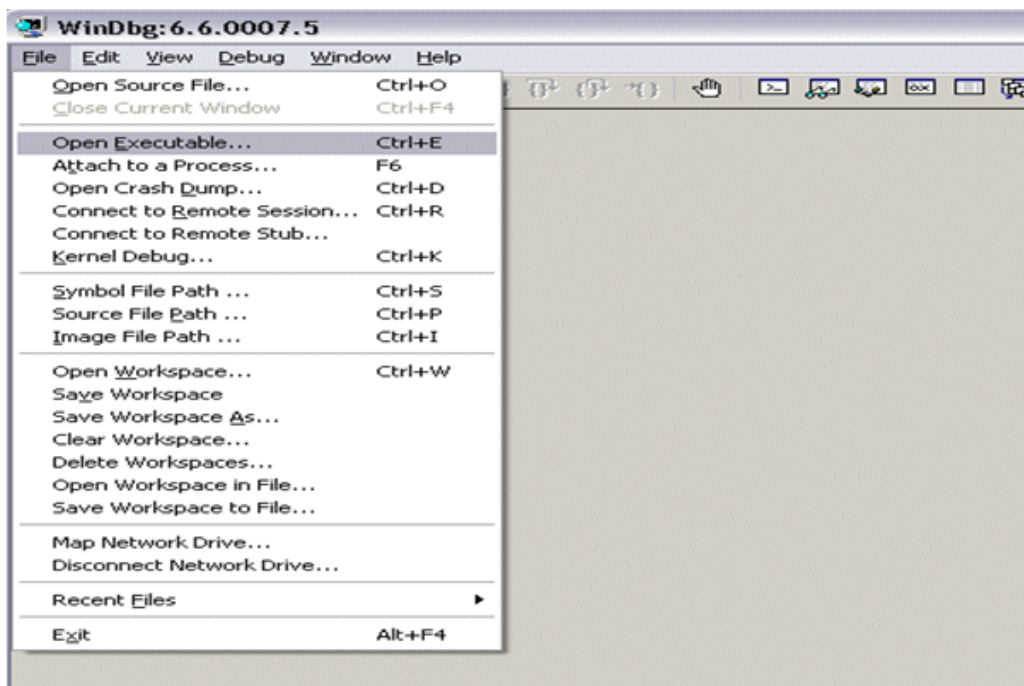 WinDbg:6.6.0007.5
File Edit View Debug Window Help
Open Source File... Ctrl+O
Close Current Window Ctrl+F4
Open Executable... Ctrl+E
Attach to a Process... F6
Open Crash Dump... Ctrl+D
Connect to Remote Session... Ctrl+R
Connect to Remote Stub...
Kernel Debug... Ctrl+K
Symbol File Path ... Ctrl+S
Source File Path ... Ctrl+P
Image File Path ... Ctrl+I
Open Workspace... Ctrl+W
Save Workspace
Save Workspace As...
Clear Workspace...
Delete Workspaces...
Open Workspace in File...
Save Workspace to File...
Map Network Drive...
Disconnect Network Drive...
Recent Files
Exit Alt+F4